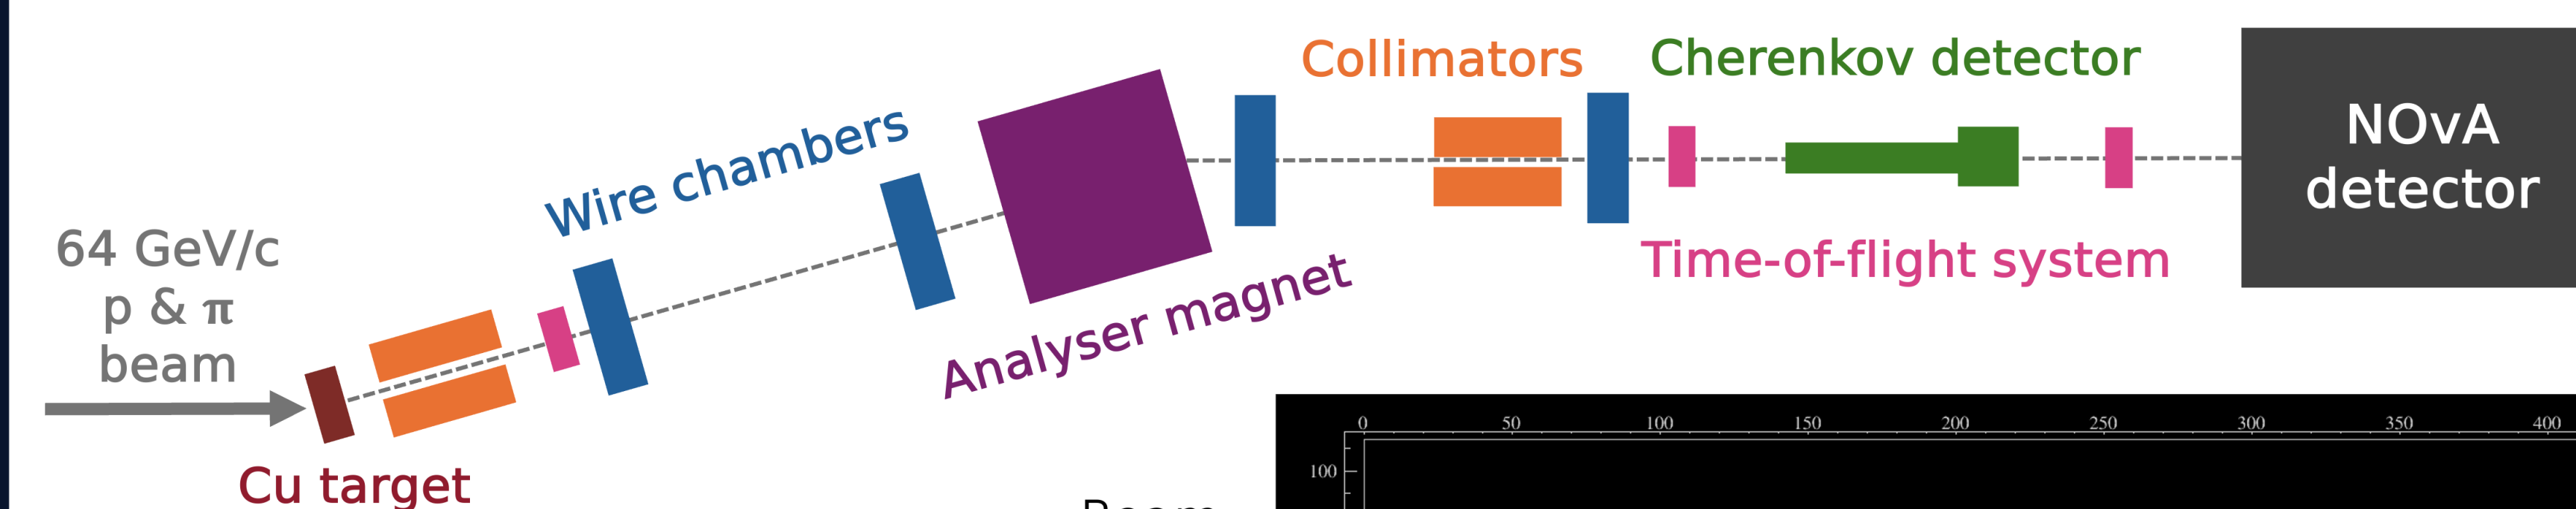 64 GeV/c
p & π
beam
Cu target
Wire chambers
Analyser magnet
Collimators
Cherenkov detector
Time-of-flight system
NOvA
detector
0 50 100 150 200 250 300 350 400
100